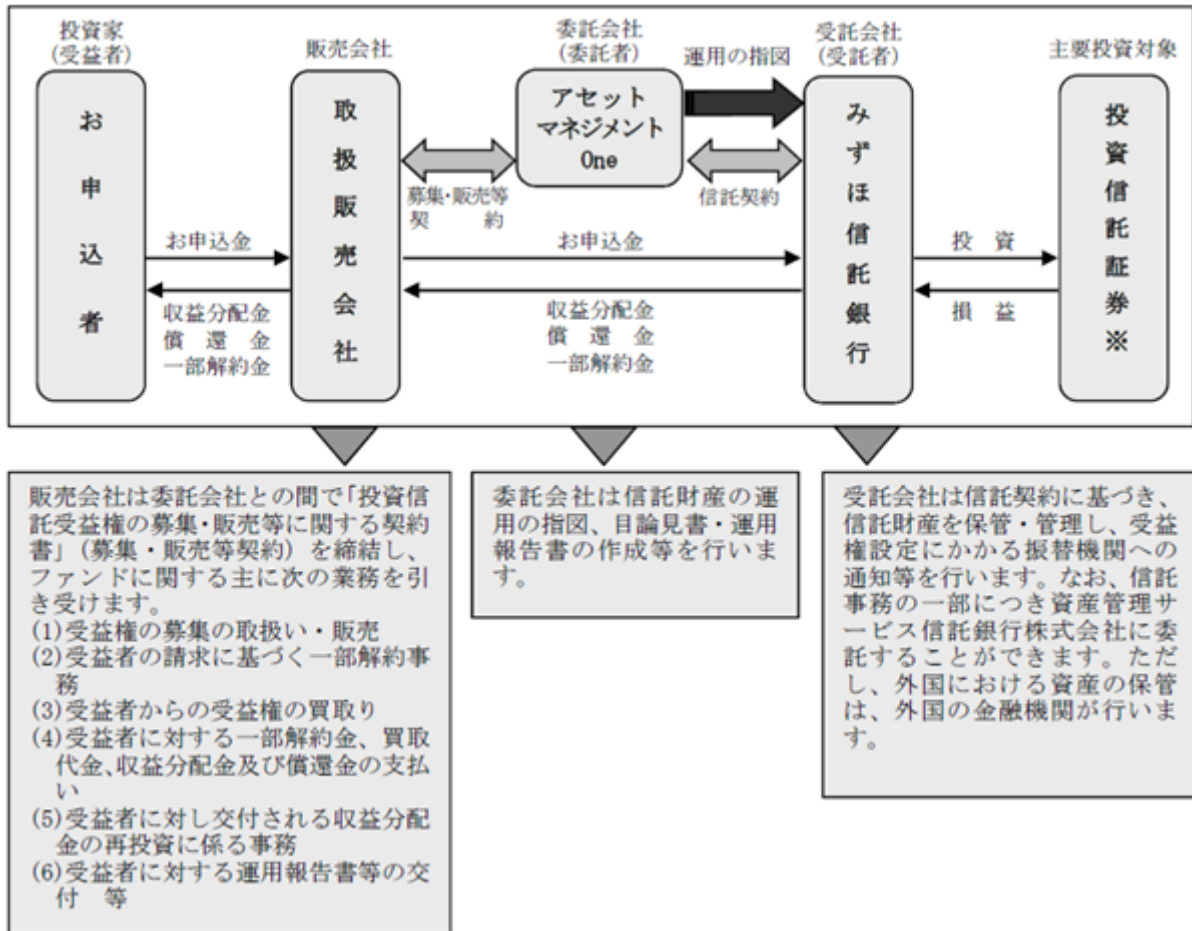 投資家
(受益者)
販売会社
委託会社
(委託者)
運用の指図
受託会社
(受託者)
主要投資対象
お申込者
取扱販売会社
アセット
マネジメント
One
みずほ信託銀行
投資信託証券※
募集・販売等
契　　約
信託契約
お申込金
お申込金
投　資
収益分配金
償　還　金
一部解約金
収益分配金
償　還　金
一部解約金
損　益
販売会社は委託会社との間で「投資信
託受益権の募集・販売等に関する契約
書」(募集・販売等契約) を締結し、
ファンドに関する主に次の業務を引
き受けます。
(1)受益権の募集の取扱い・販売
(2)受益者の請求に基づく一部解約事
務
(3)受益者からの受益権の買取り
(4)受益者に対する一部解約金、買取
代金、収益分配金及び償還金の支払
い
(5)受益者に対し交付される収益分配
金の再投資に係る事務
(6)受益者に対する運用報告書等の交
付　等
委託会社は信託財産の運
用の指図、目論見書・運用
報告書の作成等を行いま
す。
受託会社は信託契約に基づき、
信託財産を保管・管理し、受益
権設定にかかる振替機関への
通知等を行います。なお、信託
事務の一部につき資産管理サ
ービス信託銀行株式会社に委
託することができます。ただ
し、外国における資産の保管
は、外国の金融機関が行いま
す。